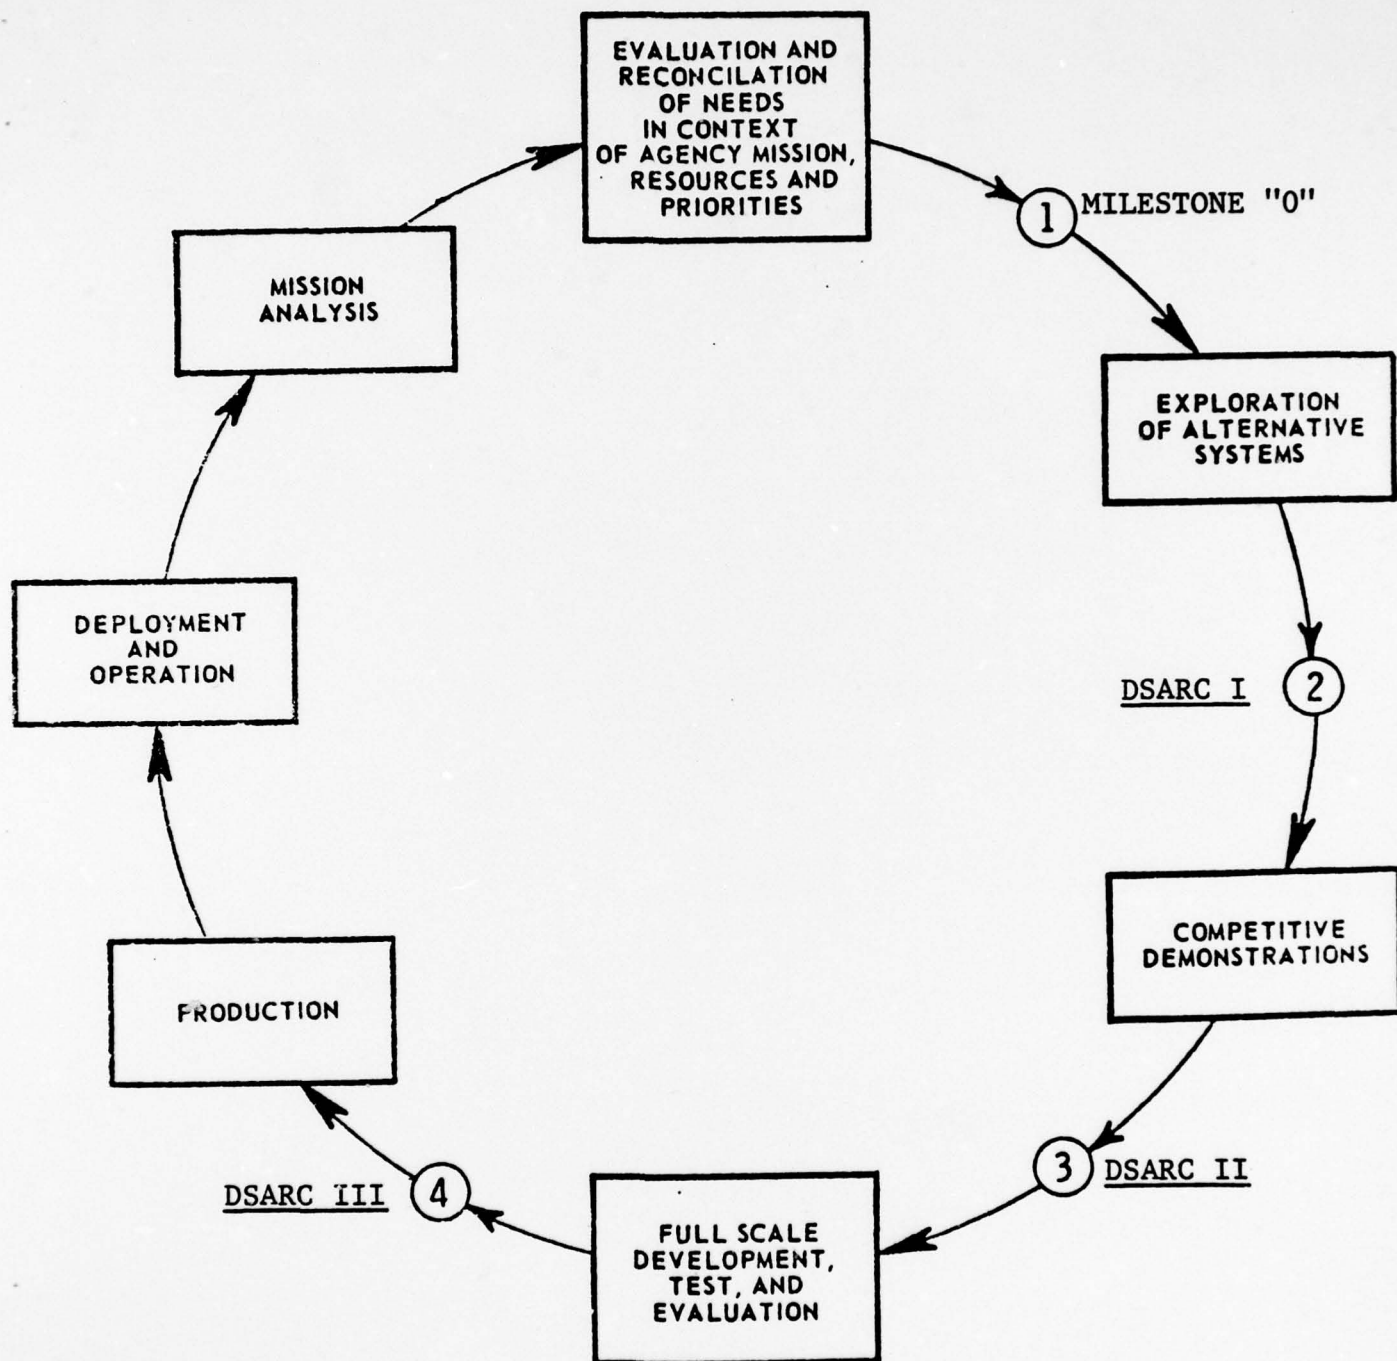 EVALUATION AND
RECONCILATION
OF NEEDS
IN CONTEXT
OF AGENCY MISSION,
RESOURCES AND
PRIORITIES
1
MILESTONE "0"
EXPLORATION
OF ALTERNATIVE
SYSTEMS
DSARC I
2
COMPETITIVE
DEMONSTRATIONS
3
DSARC II
FULL SCALE
DEVELOPMENT,
TEST, AND
EVALUATION
DSARC III
4
PRODUCTION
DEPLOYMENT
AND
OPERATION
MISSION
ANALYSIS